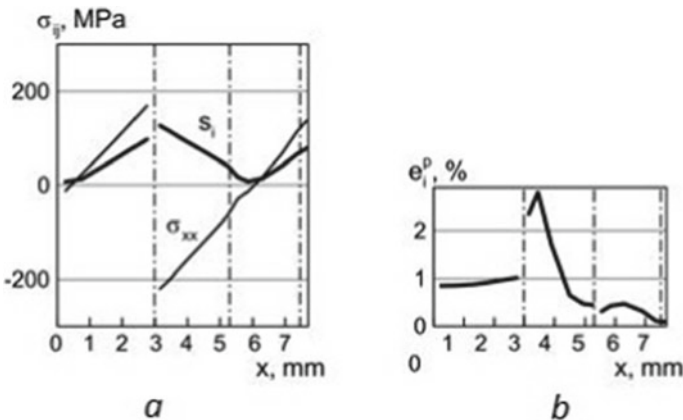 σij, MPa
200
0
-200
si
σxx
0 1 2 3 4 5 6 7
x, mm
a
eip, %
2
1
0
0
1 2 3 4 5 6 7
x, mm
b